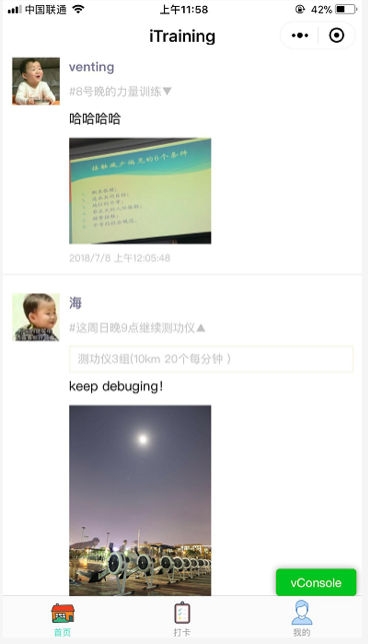 中国联通
上午11:58
42%
iTraining
venting
#8号晚的力量训练▼
哈哈哈哈
2018/7/8 上午12:05:48
海
#这周日晚9点继续测功仪▲
测功仪3组(10km 20个每分钟 )
keep debuging!
vConsole
首页
打卡
我的